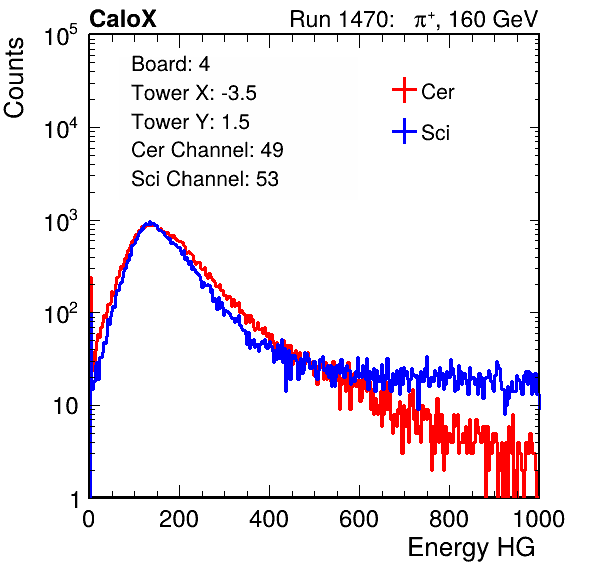 CaloX Run 1470: π⁺, 160 GeV
Board: 4
Tower X: -3.5
Tower Y: 1.5
Cer Channel: 49
Sci Channel: 53
Cer
Sci
Counts
10⁵
10⁴
10³
10²
10
1
0 200 400 600 800 1000
Energy HG